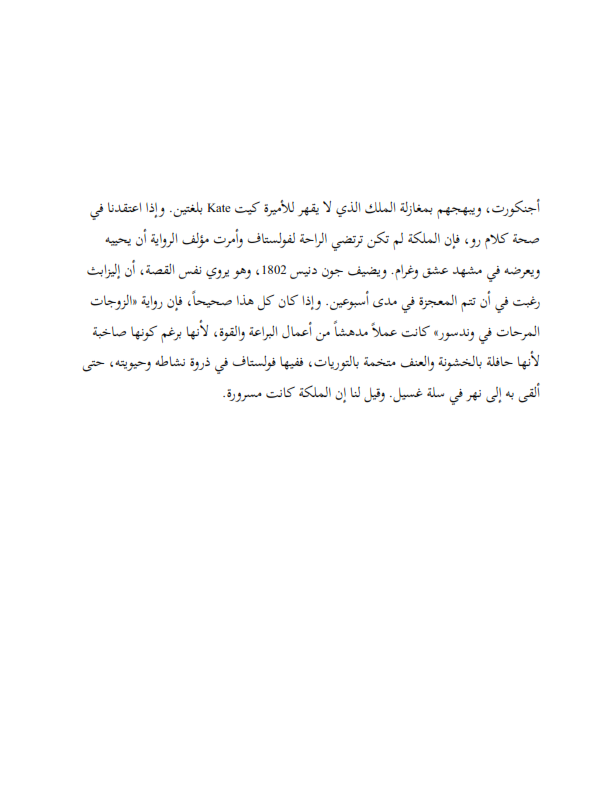 أجنكورت، ويبهجهم بمغازلة الملك الذي لا يقهر للأميرة كيت Kate بلغتين. وإذا اعتقدنا في
صحة كلام رو، فإن الملكة لم تكن ترتضي الراحة لفولستاف وأمرت مؤلف الرواية أن يحييه
ويعرضه في مشهد عشق وغرام. ويضيف جون دنيس 1802، وهو يروي نفس القصة، أن إليزابث
رغبت في أن تتم المعجزة في مدى أسبوعين. وإذا كان كل هذا صحيحاً، فإن رواية «الزوجات
المرحات في وندسور» كانت عملاً مدهشاً من أعمال البراعة والقوة، لأنها برغم كونها صاخبة
لأنها حافلة بالخشونة والعنف متخمة بالتوريات، ففيها فولستاف في ذروة نشاطه وحيويته، حتى
ألقى به إلى نهر في سلة غسيل. وقيل لنا إن الملكة كانت مسرورة.